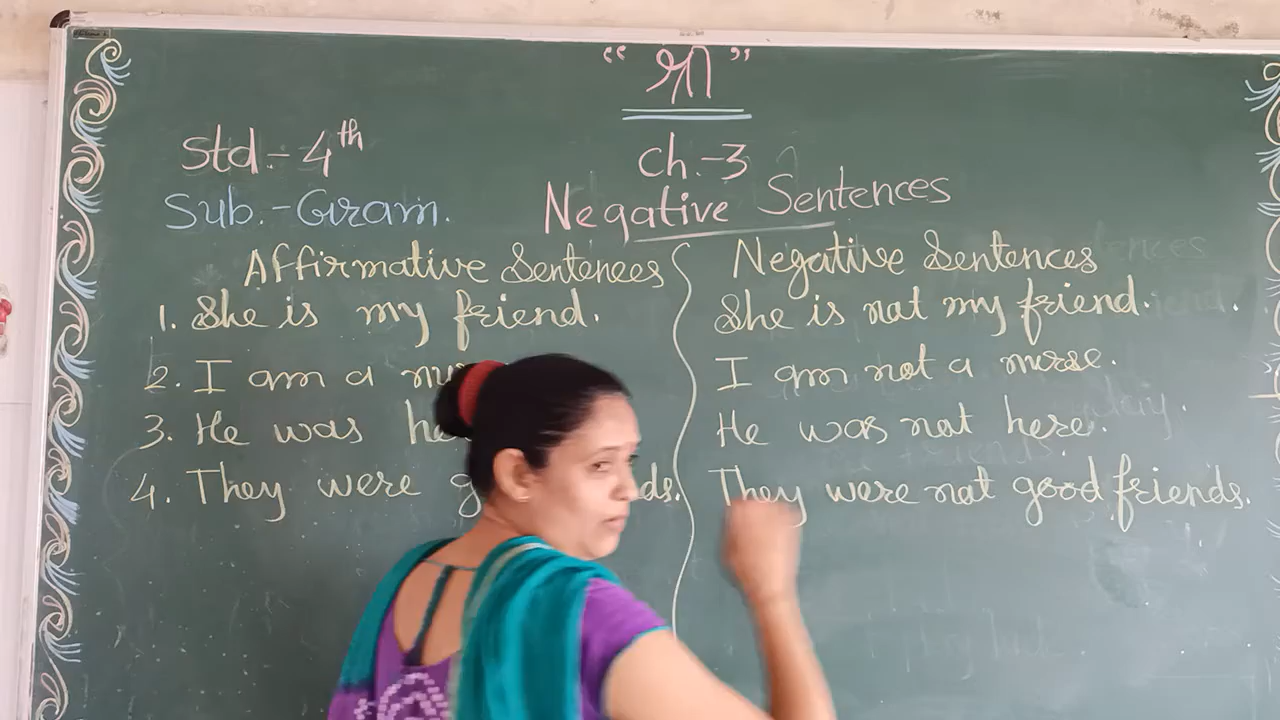 “ श्री ”
Std.- 4th
Ch.-3
Sub.-Gram.
Negative Sentences
Affirmative Sentences
Negative Sentences
1. She is my friend.
She is not my friend.
2. I am a
I am not a nurse.
3. He was
He was not here.
4. They were
They were not good friends.